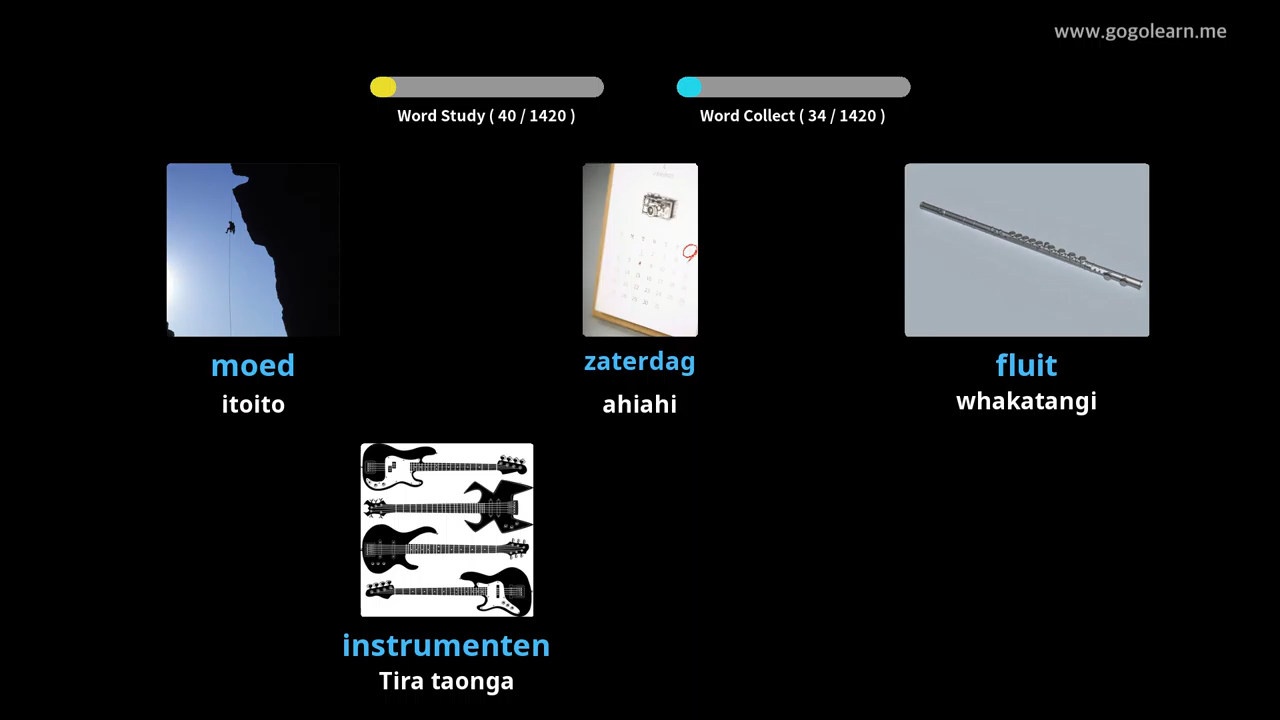 www.gogolearn.me
Word Study ( 40 / 1420 )
Word Collect ( 34 / 1420 )
moed
zaterdag
fluit
itoito
ahiahi
whakatangi
instrumenten
Tira taonga